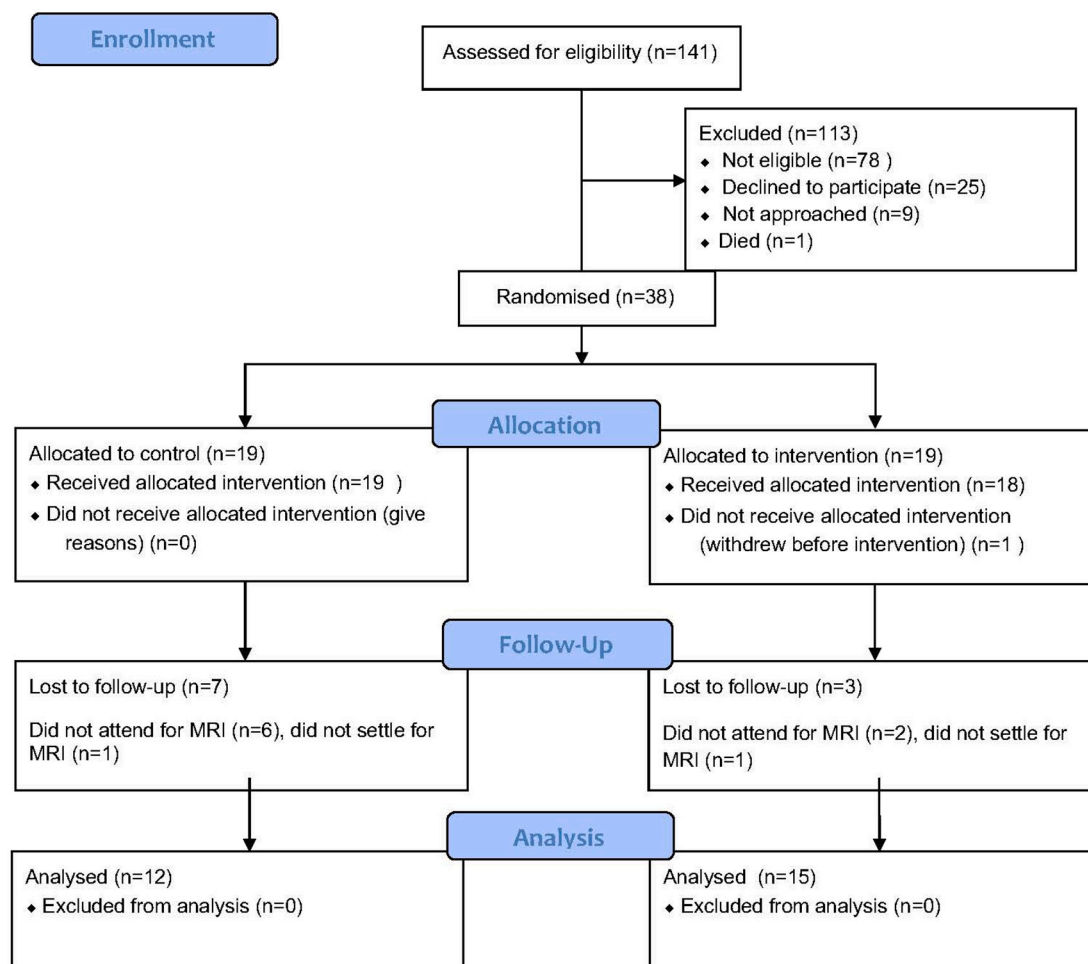 Enrollment
Assessed for eligibility (n=141)
Excluded (n=113)
◆ Not eligible (n=78 )
◆ Declined to participate (n=25)
◆ Not approached (n=9)
◆ Died (n=1)
Randomised (n=38)
Allocation
Allocated to control (n=19)
◆ Received allocated intervention (n=19 )
◆ Did not receive allocated intervention (give
reasons) (n=0)
Allocated to intervention (n=19)
◆ Received allocated intervention (n=18)
◆ Did not receive allocated intervention
(withdrew before intervention) (n=1 )
Follow-Up
Lost to follow-up (n=7)
Did not attend for MRI (n=6), did not settle for
MRI (n=1)
Lost to follow-up (n=3)
Did not attend for MRI (n=2), did not settle for
MRI (n=1)
Analysis
Analysed (n=12)
◆ Excluded from analysis (n=0)
Analysed (n=15)
◆ Excluded from analysis (n=0)